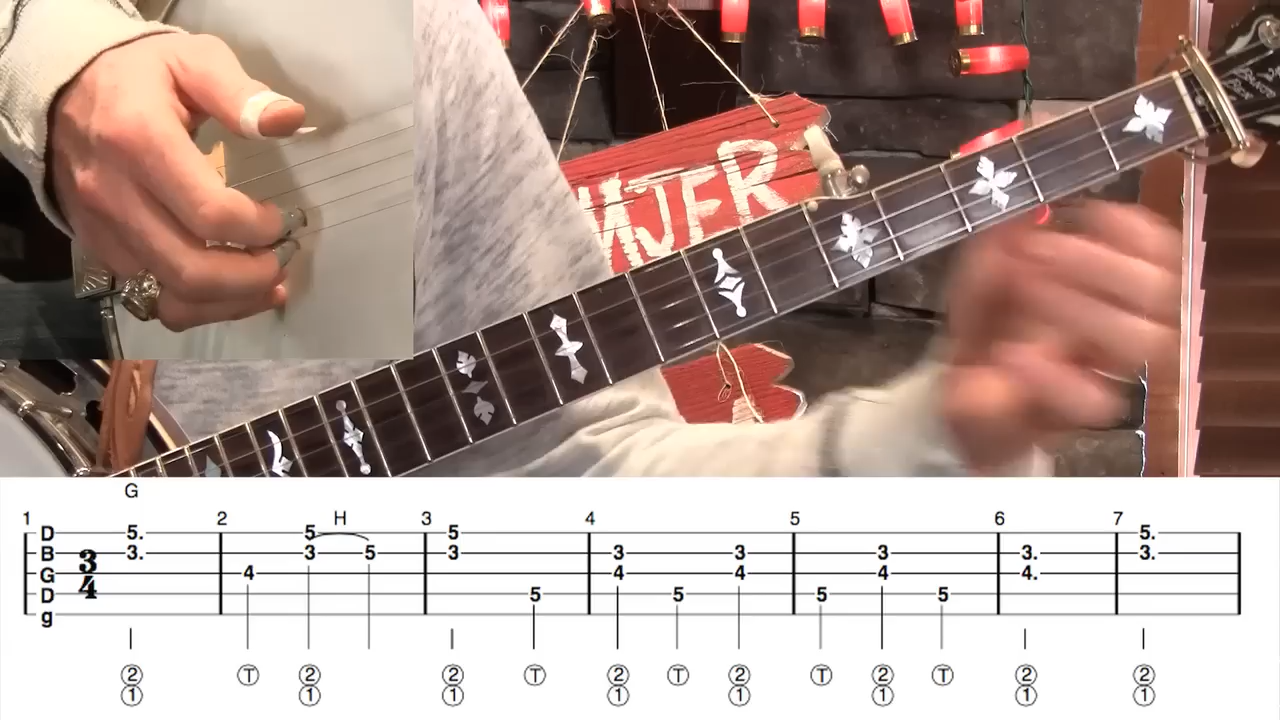 MJER
G
1 2 H 3 4 5 6 7
D 5. 5 5 5.
B 3. 3 5 3 3 3 3 3. 3.
G 4 4 4 4 4.
D 5 5 5 5
g
3
4
2 T 2 2 T 2 T 2 T 2 T 2 2
1 1 1 1 1 1 1 1